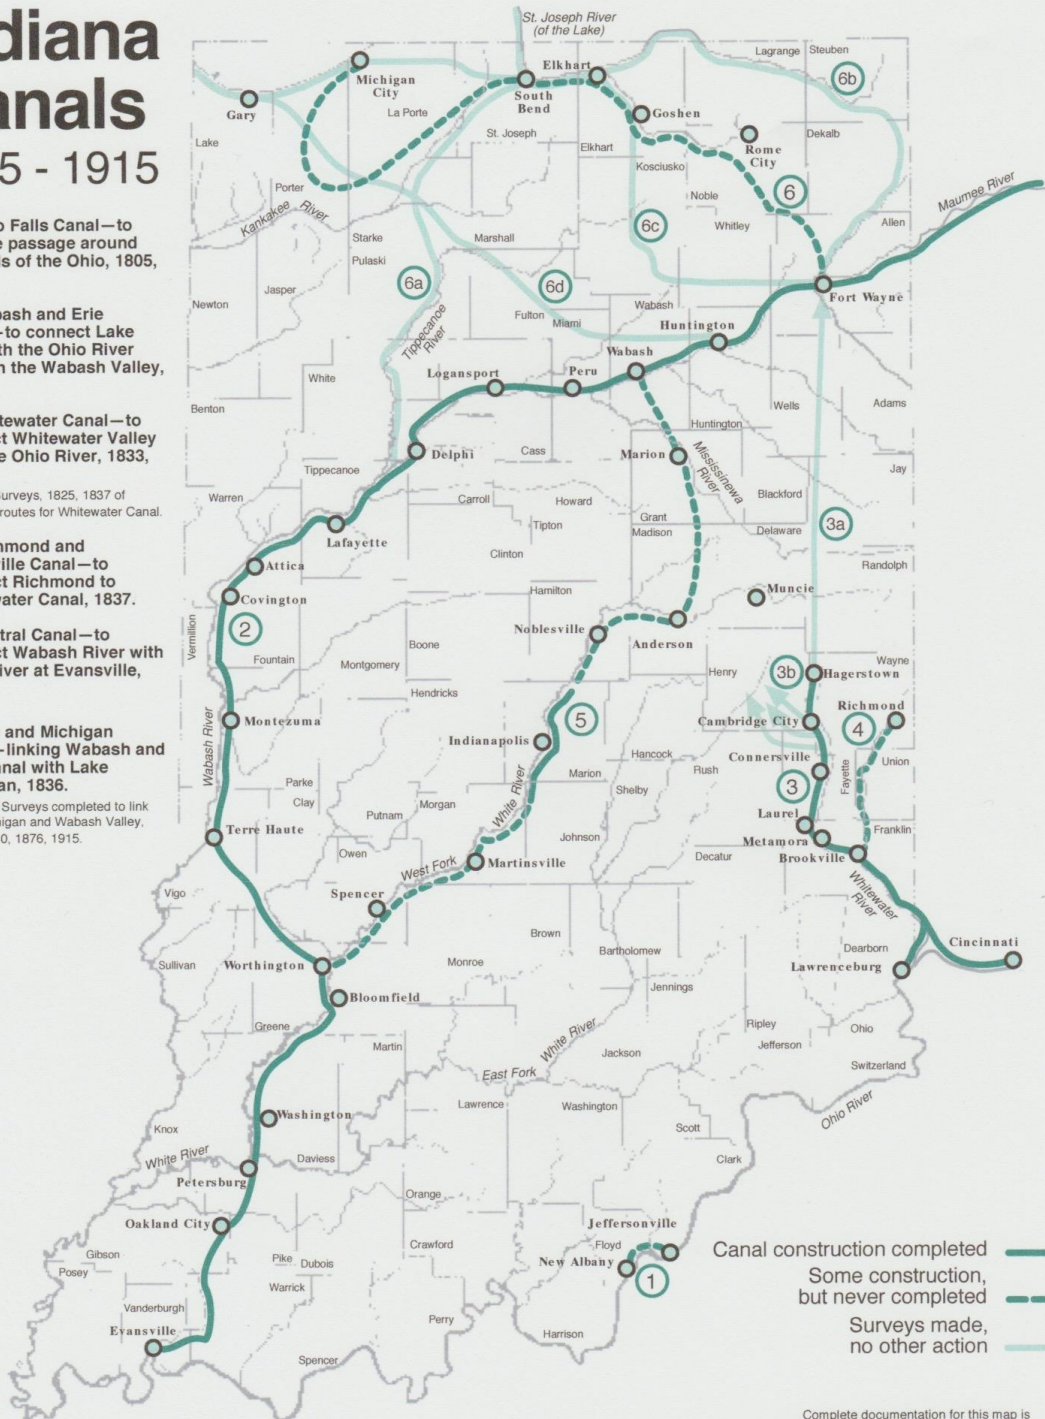 diana
anals
5 - 1915
o Falls Canal—to
e passage around
ls of the Ohio, 1805,
bash and Erie
-to connect Lake
th the Ohio River
h the Wabash Valley,
itewater Canal—to
ct Whitewater Valley
e Ohio River, 1833,
Surveys, 1825, 1837 of
routes for Whitewater Canal.
hmond and
ille Canal—to
ct Richmond to
water Canal, 1837.
tral Canal—to
ct Wabash River with
iver at Evansville,
and Michigan
-linking Wabash and
anal with Lake
an, 1836.
Surveys completed to link
higan and Wabash Valley,
0, 1876, 1915.
St. Joseph River
(of the Lake)
Lagrange
Steuben
Elkhart
6b
Michigan
City
South
Bend
Gary
La Porte
Goshen
Lake
St. Joseph
Elkhart
Rome
City
Dekalb
Kosciusko
Porter
Noble
6
Maumee River
Kankakee River
6c
Whitley
Allen
Starke
Marshall
Pulaski
Jasper
6a
6d
Newton
Fulton
Miami
Wabash
Fort Wayne
Tippecanoe
River
Huntington
Wabash
White
Logansport
Peru
Benton
Wells
Adams
Huntington
Delphi
Cass
Marion
Mississinewa
River
Tippecanoe
Jay
Warren
Carroll
Howard
Blackford
Grant
Tipton
Madison
Delaware
3a
Lafayette
Clinton
Attica
Randolph
Hamilton
Muncie
Covington
2
Vermillion
Noblesville
Anderson
Boone
Fountain
Montgomery
Henry
Wayne
3b
Hagerstown
Hendricks
Richmond
5
Montezuma
Cambridge City
4
Wabash River
Indianapolis
Hancock
Connersville
Union
Marion
Rush
Fayette
Parke
Shelby
3
Clay
Morgan
White River
Putnam
Laurel
Terre Haute
Johnson
Franklin
Metamora
Owen
Decatur
Brookville
West Fork
Martinsville
Spencer
Vigo
Whitewater
River
Brown
Cincinnati
Bartholomew
Dearborn
Sullivan
Worthington
Monroe
Lawrenceburg
Jennings
Bloomfield
Greene
Ripley
Ohio
White River
Martin
Jackson
Jefferson
Switzerland
East Fork
Lawrence
Washington
Washington
Ohio River
Scott
Knox
White River
Daviess
Clark
Petersburg
Orange
Oakland City
Jeffersonville
Floyd
Crawford
Gibson
Pike
Dubois
New Albany
Posey
Warrick
1
Vanderburgh
Perry
Evansville
Harrison
Spencer
Canal construction completed
Some construction,
but never completed
Surveys made,
no other action
Complete documentation for this map is